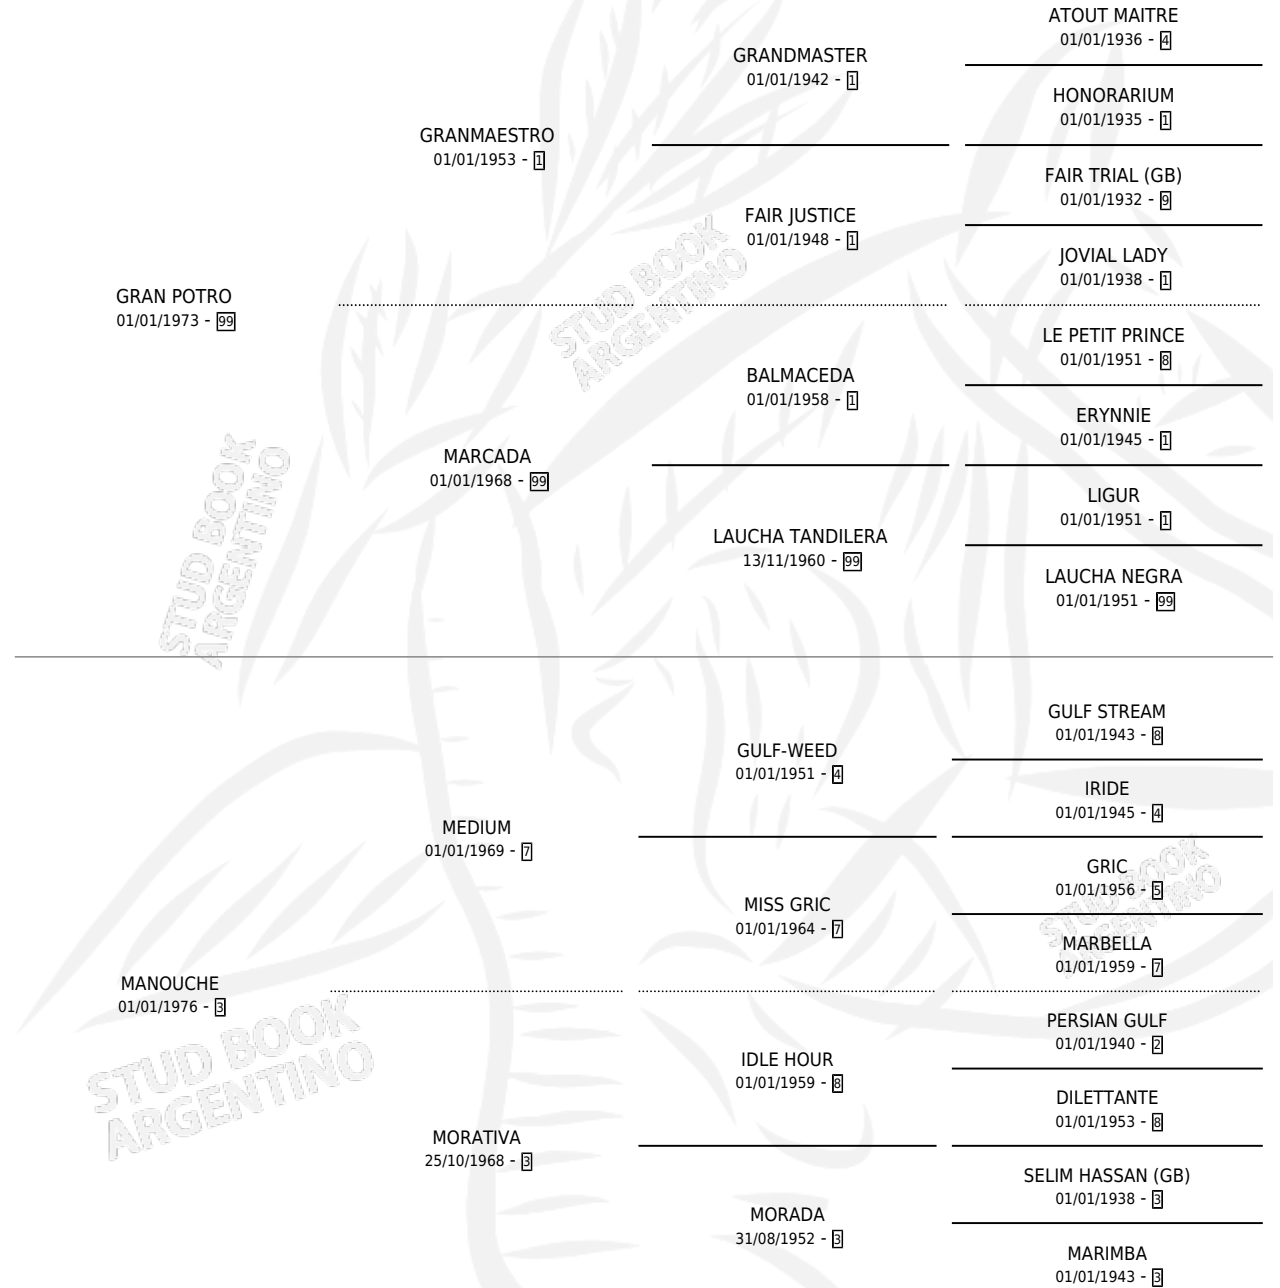 ATOUT MAITRE
01/01/1936 - 4
GRANDMASTER
01/01/1942 - 1
HONORARIUM
01/01/1935 - 1
GRANMAESTRO
01/01/1953 - 1
FAIR TRIAL (GB)
01/01/1932 - 9
FAIR JUSTICE
01/01/1948 - 1
JOVIAL LADY
01/01/1938 - 1
GRAN POTRO
01/01/1973 - 99
LE PETIT PRINCE
01/01/1951 - 8
BALMACEDA
01/01/1958 - 1
ERYNNIE
01/01/1945 - 1
MARCADA
01/01/1968 - 99
LIGUR
01/01/1951 - 1
LAUCHA TANDILERA
13/11/1960 - 99
LAUCHA NEGRA
01/01/1951 - 99
GULF STREAM
01/01/1943 - 8
GULF-WEED
01/01/1951 - 4
IRIDE
01/01/1945 - 4
MEDIUM
01/01/1969 - 7
GRIC
01/01/1956 - 5
MISS GRIC
01/01/1964 - 7
MARBELLA
01/01/1959 - 7
MANOUCHE
01/01/1976 - 3
PERSIAN GULF
01/01/1940 - 2
IDLE HOUR
01/01/1959 - 8
DILETTANTE
01/01/1953 - 8
MORATIVA
25/10/1968 - 3
SELIM HASSAN (GB)
01/01/1938 - 3
MORADA
31/08/1952 - 3
MARIMBA
01/01/1943 - 3
STUD BOOK
ARGENTINO
STUD BOOK
ARGENTINO
STUD BOOK
ARGENTINO
STUD BOOK
ARGENTINO